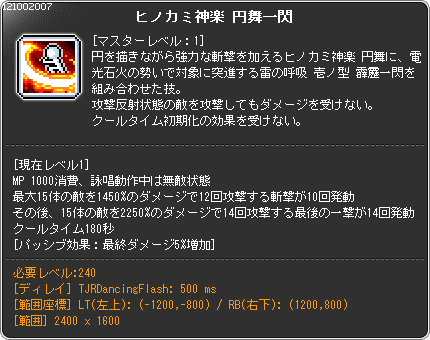 121002007
ヒノカミ神楽 円舞一閃
[マスターレベル：1]
円を描きながら強力な斬撃を加えるヒノカミ神楽 円舞に、電
光石火の勢いで対象に突進する雷の呼吸 壱ノ型 霹靂一閃を
組み合わせた技。
攻撃反射状態の敵を攻撃してもダメージを受けない。
クールタイム初期化の効果を受けない。
[現在レベル1]
MP 1000消費、詠唱動作中は無敵状態
最大15体の敵を1450%のダメージで12回攻撃する斬撃が10回発動
その後、15体の敵を2250%のダメージで14回攻撃する最後の一撃が14回発動
クールタイム180秒
[パッシブ効果：最終ダメージ5%増加]
必要レベル:240
[ディレイ] TJRDancingFlash: 500 ms
[範囲座標] LT(左上): (-1200,-800) / RB(右下): (1200,800)
[範囲] 2400 x 1600